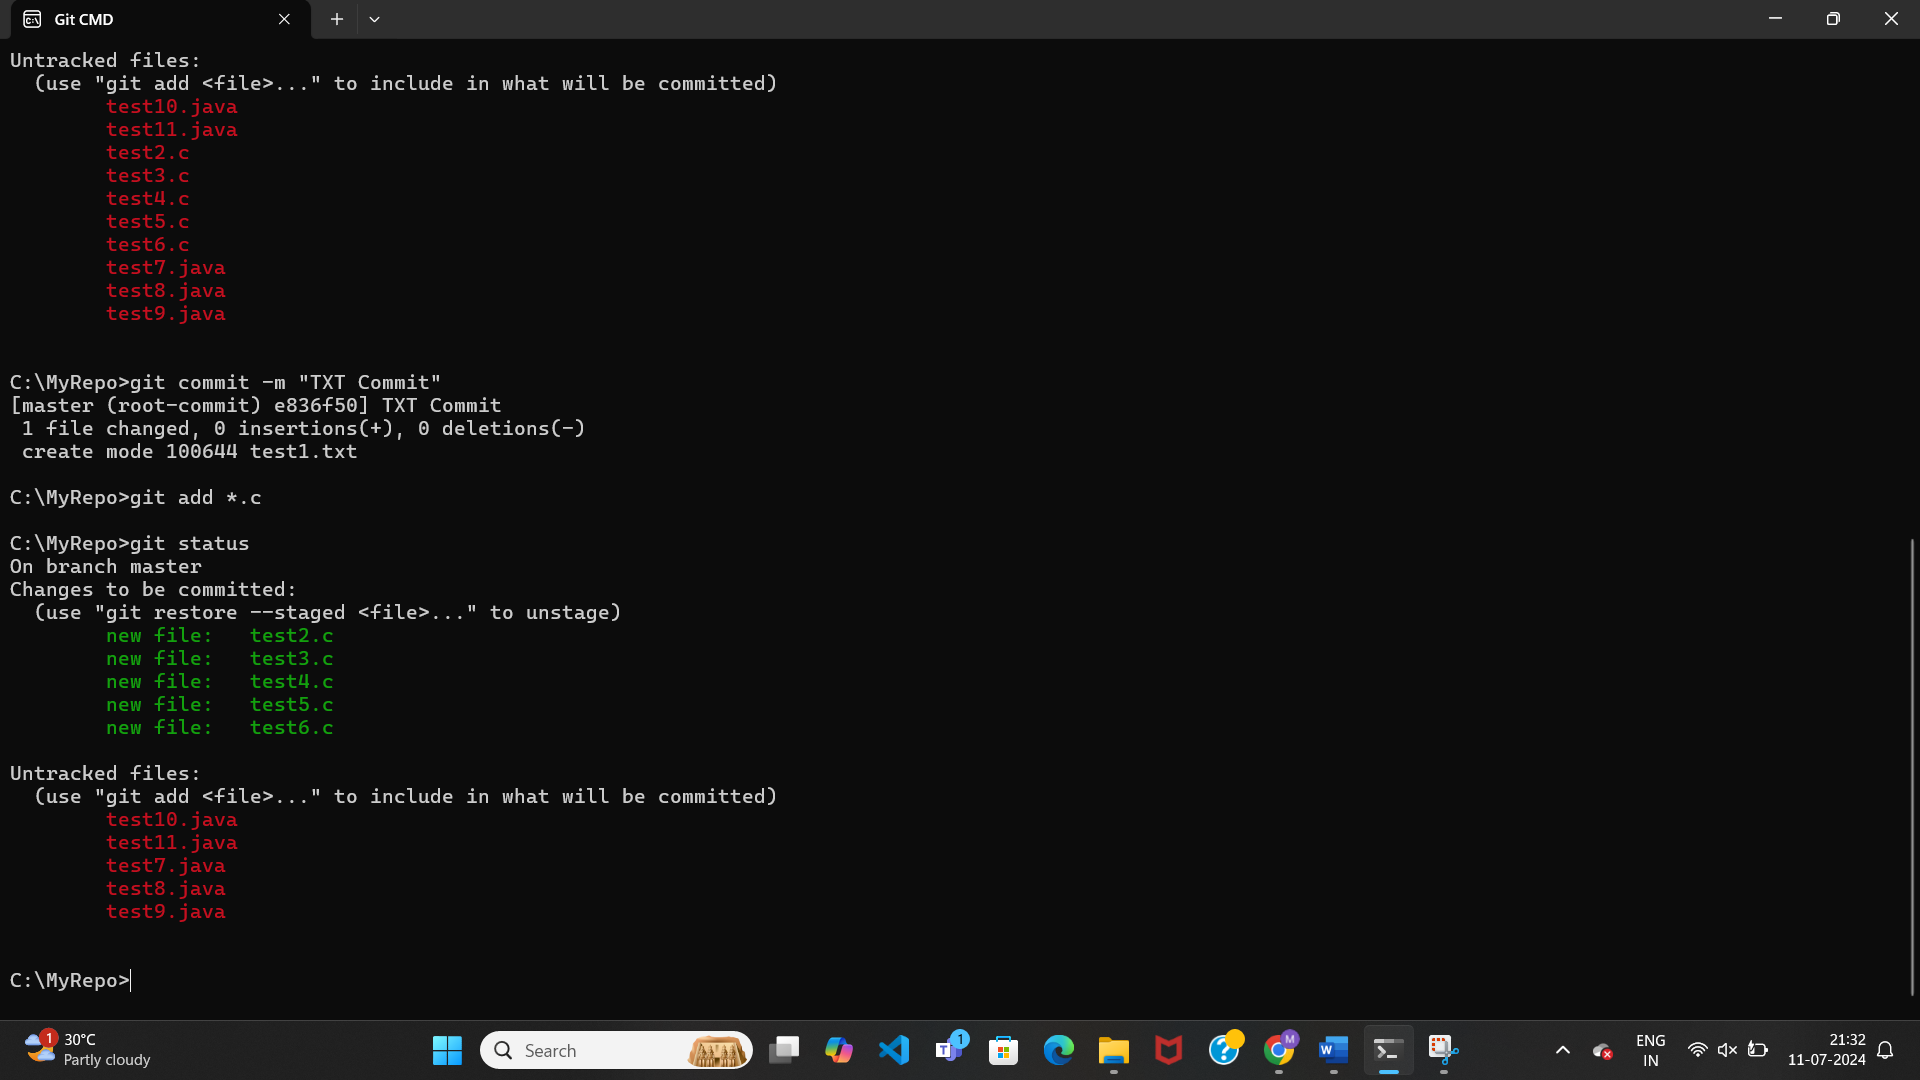 Git CMD
Untracked files:
  (use "git add <file>..." to include in what will be committed)
        test10.java
        test11.java
        test2.c
        test3.c
        test4.c
        test5.c
        test6.c
        test7.java
        test8.java
        test9.java
C:\MyRepo>git commit -m "TXT Commit"
[master (root-commit) e836f50] TXT Commit
 1 file changed, 0 insertions(+), 0 deletions(-)
 create mode 100644 test1.txt
C:\MyRepo>git add *.c
C:\MyRepo>git status
On branch master
Changes to be committed:
  (use "git restore --staged <file>..." to unstage)
        new file:   test2.c
        new file:   test3.c
        new file:   test4.c
        new file:   test5.c
        new file:   test6.c
Untracked files:
  (use "git add <file>..." to include in what will be committed)
        test10.java
        test11.java
        test7.java
        test8.java
        test9.java
C:\MyRepo>
1
30°C
Partly cloudy
Search
1
M
ENG
IN
21:32
11-07-2024